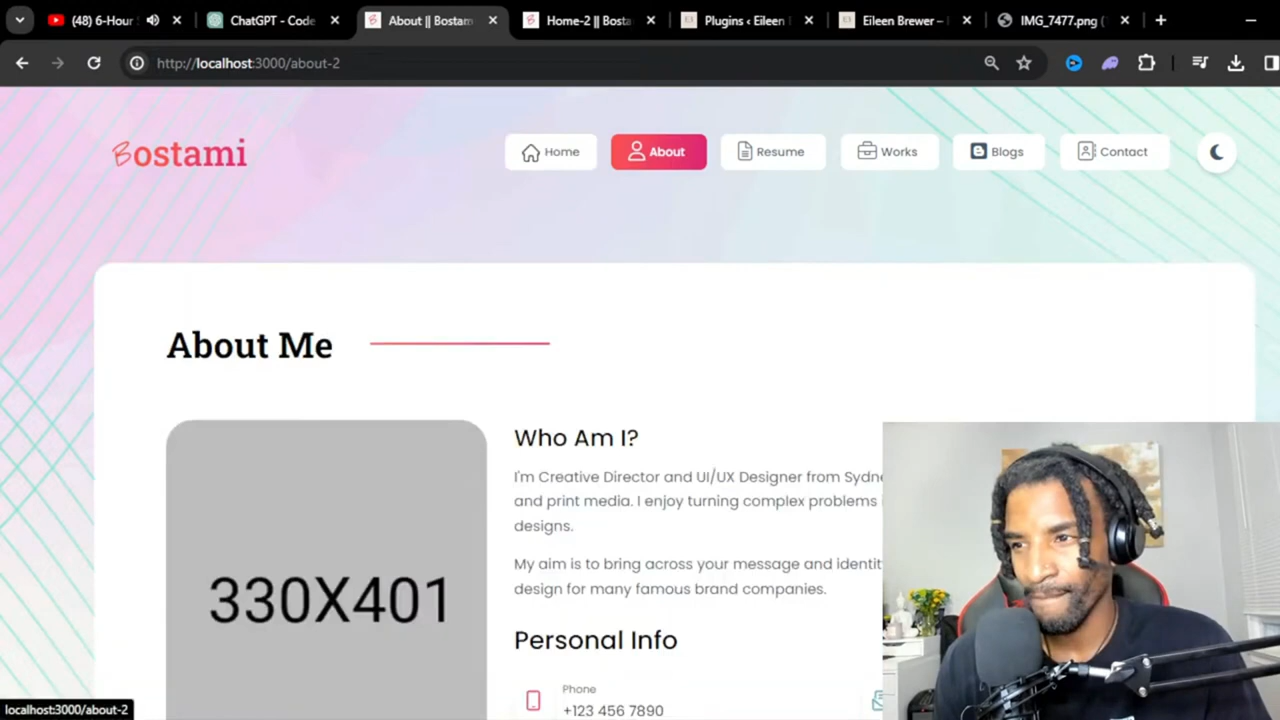 (48) 6-Hour
ChatGPT - Code
About || Bostam
Home-2 || Bosta
Plugins ‹ Eileen
Eileen Brewer –
IMG_7477.png (
http://localhost:3000/about-2
Bostami
Home
About
Resume
Works
Blogs
Contact
About Me
330X401
Who Am I?
I'm Creative Director and UI/UX Designer from Sydne
and print media. I enjoy turning complex problems
designs.
My aim is to bring across your message and identit
design for many famous brand companies.
Personal Info
Phone
+123 456 7890
localhost:3000/about-2